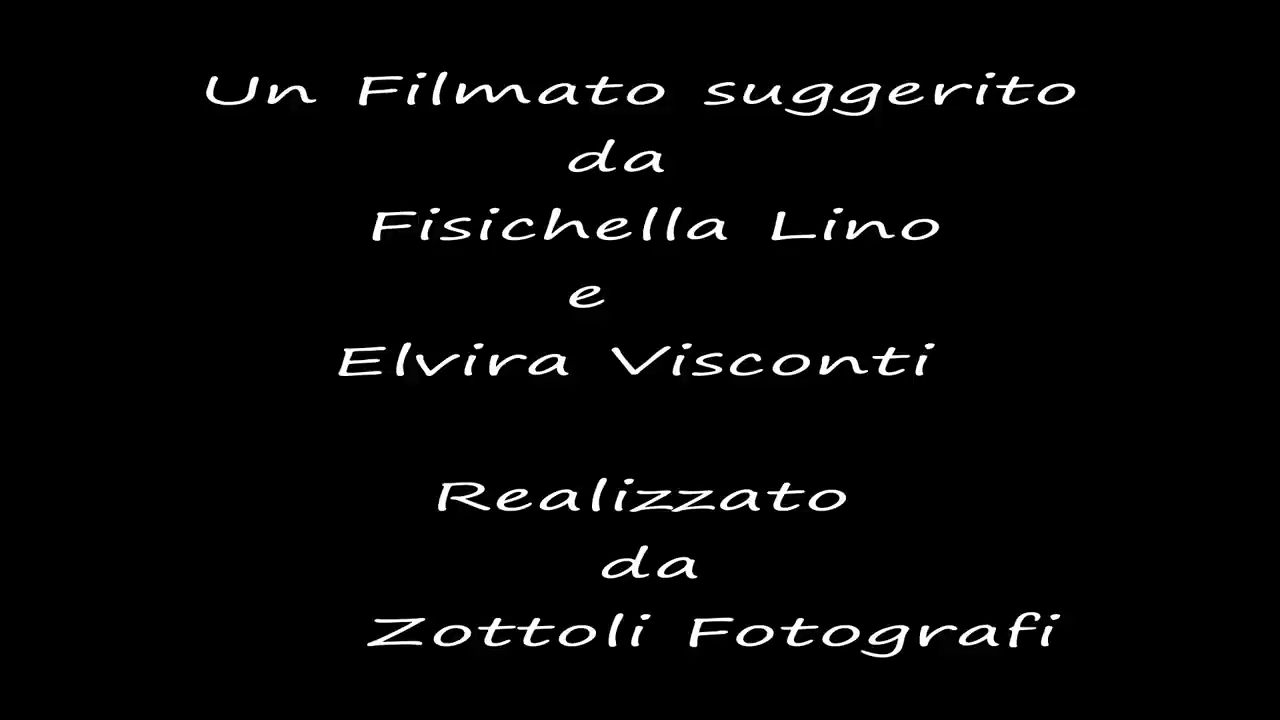 Un Filmato suggerito
da
Fisichella Lino
e
Elvira Visconti
Realizzato
da
Zottoli Fotografi